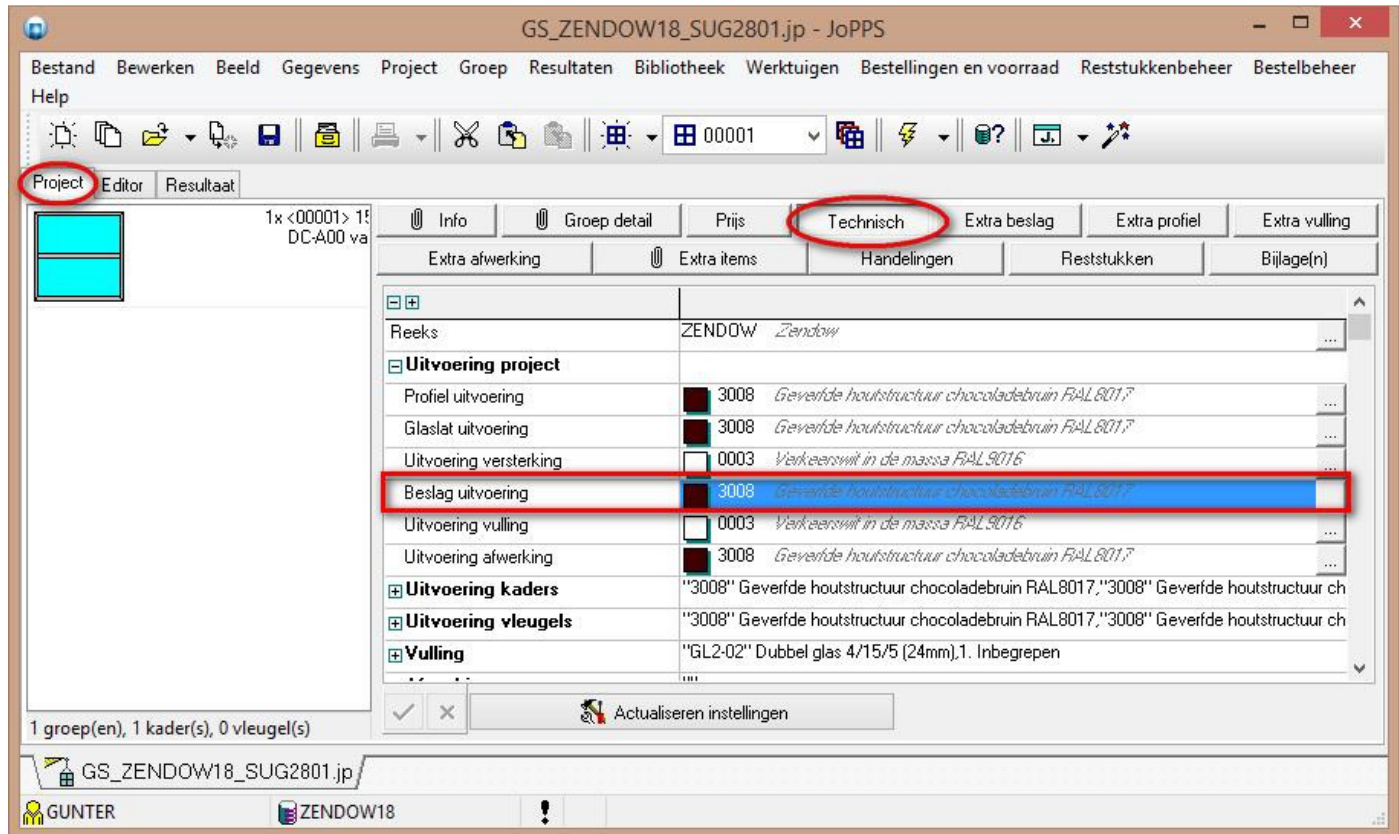 GS_ZENDOW18_SUG2801.jp - JoPPS
Bestand Bewerken Beeld Gegevens Project Groep Resultaten Bibliotheek Werktuigen Bestellingen en voorraad Reststukkenbeheer Bestelbeheer
Help
00001
Project Editor Resultaat
1x <00001> 15
DC-A00 va
Info Groep detail Prijs Technisch Extra beslag Extra profiel Extra vulling
Extra afwerking Extra items Handelingen Reststukken Bijlage(n)
Reeks ZENDOW Zendow ...
Uitvoering project
Profiel uitvoering 3008 Geverfde houtstructuur chocoladebruin RAL8017 ...
Glaslat uitvoering 3008 Geverfde houtstructuur chocoladebruin RAL8017 ...
Uitvoering versterking 0003 Verkeerswit in de massa RAL9016 ...
Beslag uitvoering 3008 Geverfde houtstructuur chocoladebruin RAL8017
Uitvoering vulling 0003 Verkeerswit in de massa RAL9016 ...
Uitvoering afwerking 3008 Geverfde houtstructuur chocoladebruin RAL8017 ...
Uitvoering kaders "3008" Geverfde houtstructuur chocoladebruin RAL8017,"3008" Geverfde houtstructuur ch
Uitvoering vleugels "3008" Geverfde houtstructuur chocoladebruin RAL8017,"3008" Geverfde houtstructuur ch
Vulling "GL2-02" Dubbel glas 4/15/5 (24mm),1. Inbegrepen
Actualiseren instellingen
1 groep(en), 1 kader(s), 0 vleugel(s)
GS_ZENDOW18_SUG2801.jp
GUNTER ZENDOW18